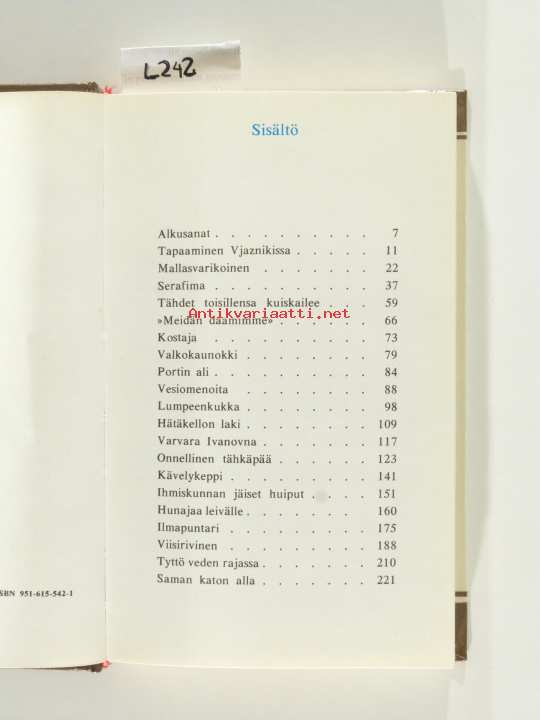 L242
Sisältö
Alkusanat . . . . . . . . . . 7
Tapaaminen Vjaznikissa . . . . . 11
Mallasvarikoinen . . . . . . . 22
Serafima . . . . . . . . . . 37
Tähdet toisillensa kuiskailee . . . 59
Antikvariaatti.net
»Meidän daamimme» . . . . . . 66
Kostaja . . . . . . . . . 73
Valkokaunokki . . . . . . . . 79
Portin ali . . . . . . . . . . 84
Vesiomenoita . . . . . . . . 88
Lumpeenkukka . . . . . . . . 98
Hätäkellon laki . . . . . . . . 109
Varvara Ivanovna . . . . . . . 117
Onnellinen tähkäpää . . . . . . 123
Kävelykeppi . . . . . . . . . 141
Ihmiskunnan jäiset huiput . . . . 151
Hunajaa leivälle . . . . . . . 160
Ilmapuntari . . . . . . . . . 175
Viisirivinen . . . . . . . . . 188
Tyttö veden rajassa . . . . . . . 210
Saman katon alla . . . . . . . 221
SBN 951-615-542-1